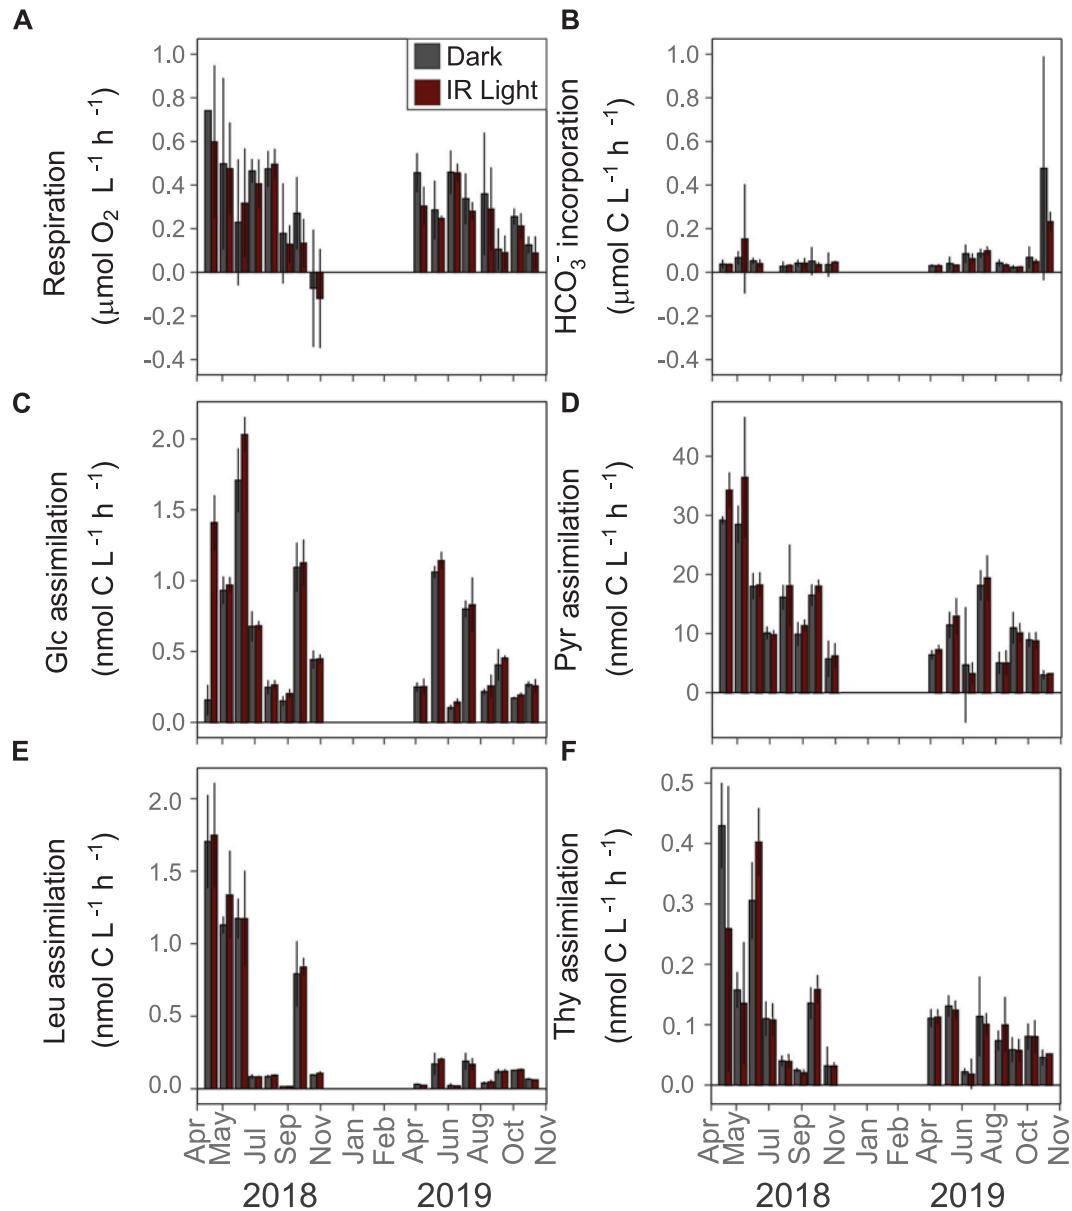 A
Respiration
(μmol O₂ L⁻¹ h⁻¹)
1.0
0.8
0.6
0.4
0.2
0.0
-0.2
-0.4
Dark
IR Light
B
HCO₃⁻ incorporation
(μmol C L⁻¹ h⁻¹)
1.0
0.8
0.6
0.4
0.2
0.0
-0.2
-0.4
C
Glc assimilation
(nmol C L⁻¹ h⁻¹)
2.0
1.5
1.0
0.5
0.0
D
Pyr assimilation
(nmol C L⁻¹ h⁻¹)
40
30
20
10
0
E
Leu assimilation
(nmol C L⁻¹ h⁻¹)
2.0
1.5
1.0
0.5
0.0
Apr May Jul Sep Nov Jan Feb Apr Jun Aug Oct Nov
2018 2019
F
Thy assimilation
(nmol C L⁻¹ h⁻¹)
0.5
0.4
0.3
0.2
0.1
0.0
Apr May Jul Sep Nov Jan Feb Apr Jun Aug Oct Nov
2018 2019